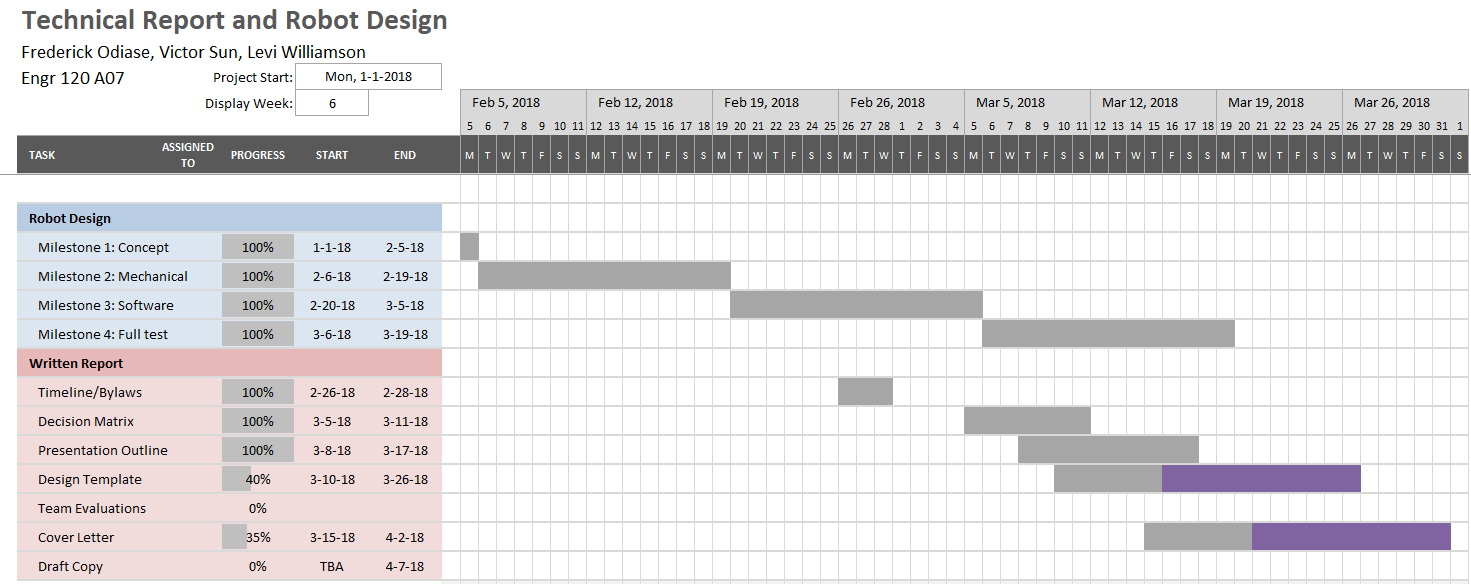 Technical Report and Robot Design
Frederick Odiase, Victor Sun, Levi Williamson
Engr 120 A07 Project Start: Mon, 1-1-2018
Display Week: 6
Feb 5, 2018 Feb 12, 2018 Feb 19, 2018 Feb 26, 2018 Mar 5, 2018 Mar 12, 2018 Mar 19, 2018 Mar 26, 2018
5 6 7 8 9 10 11 12 13 14 15 16 17 18 19 20 21 22 23 24 25 26 27 28 1 2 3 4 5 6 7 8 9 10 11 12 13 14 15 16 17 18 19 20 21 22 23 24 25 26 27 28 29 30 31 1
TASK ASSIGNED TO PROGRESS START END M T W T F S S M T W T F S S M T W T F S S M T W T F S S M T W T F S S M T W T F S S M T W T F S S M T W T F S S
Robot Design
Milestone 1: Concept 100% 1-1-18 2-5-18
Milestone 2: Mechanical 100% 2-6-18 2-19-18
Milestone 3: Software 100% 2-20-18 3-5-18
Milestone 4: Full test 100% 3-6-18 3-19-18
Written Report
Timeline/Bylaws 100% 2-26-18 2-28-18
Decision Matrix 100% 3-5-18 3-11-18
Presentation Outline 100% 3-8-18 3-17-18
Design Template 40% 3-10-18 3-26-18
Team Evaluations 0%
Cover Letter 35% 3-15-18 4-2-18
Draft Copy 0% TBA 4-7-18